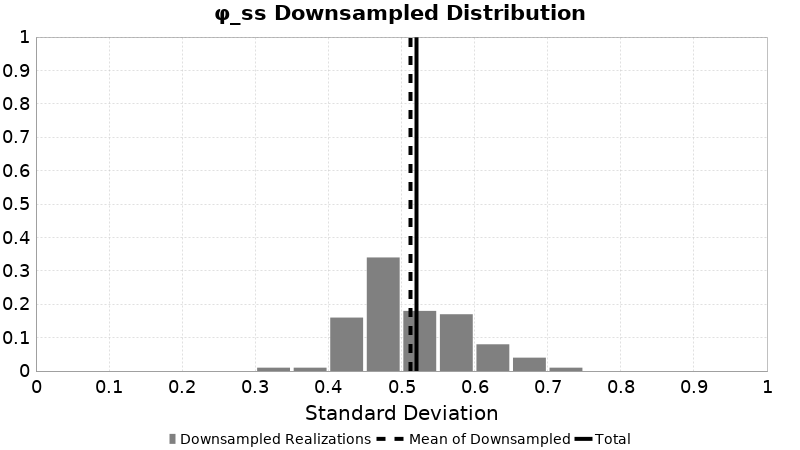 φ_ss Downsampled Distribution
1
0.9
0.8
0.7
0.6
0.5
0.4
0.3
0.2
0.1
0
0 0.1 0.2 0.3 0.4 0.5 0.6 0.7 0.8 0.9 1
Standard Deviation
Downsampled Realizations Mean of Downsampled Total